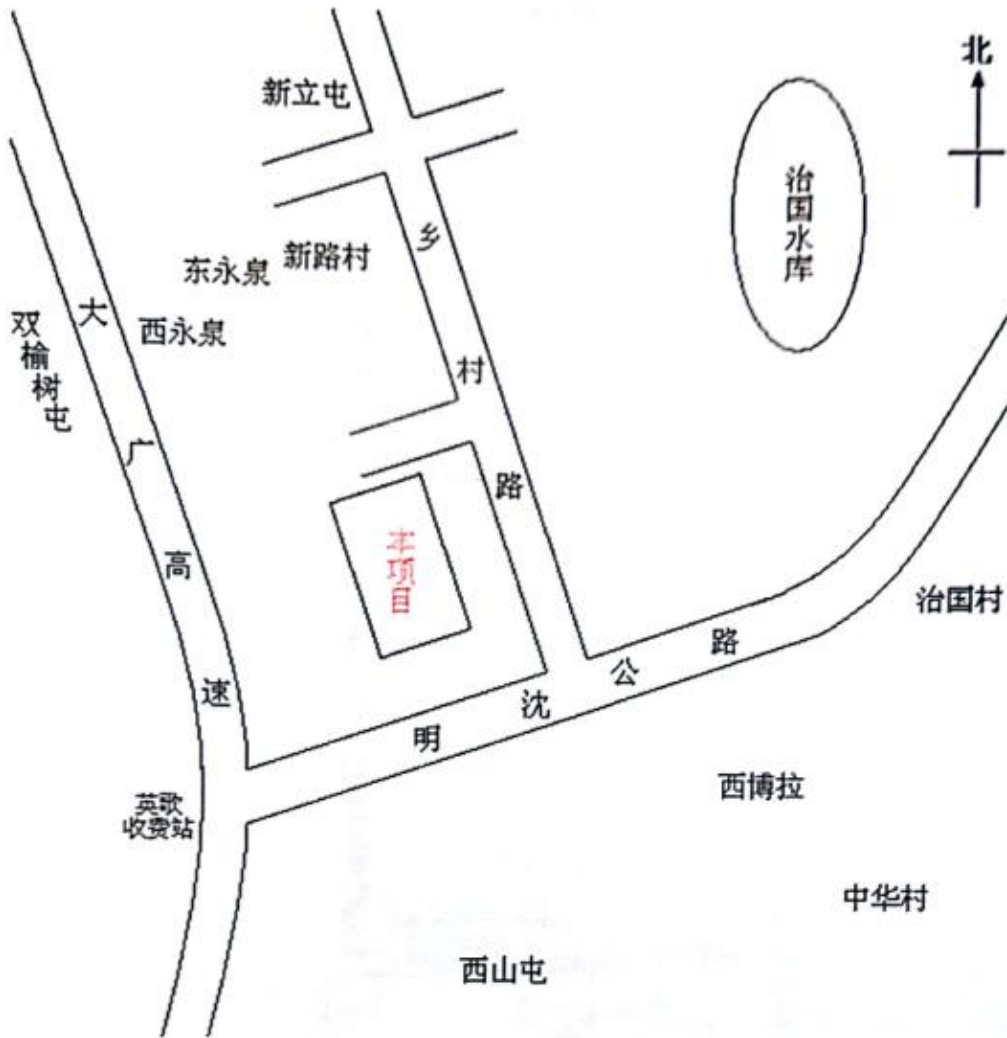 北
新立屯
治国水库
乡村路
新路村
东永泉
西永泉
大广高速
双榆树屯
本项目
治国村
明沈公路
西博拉
英歌
收费站
中华村
西山屯